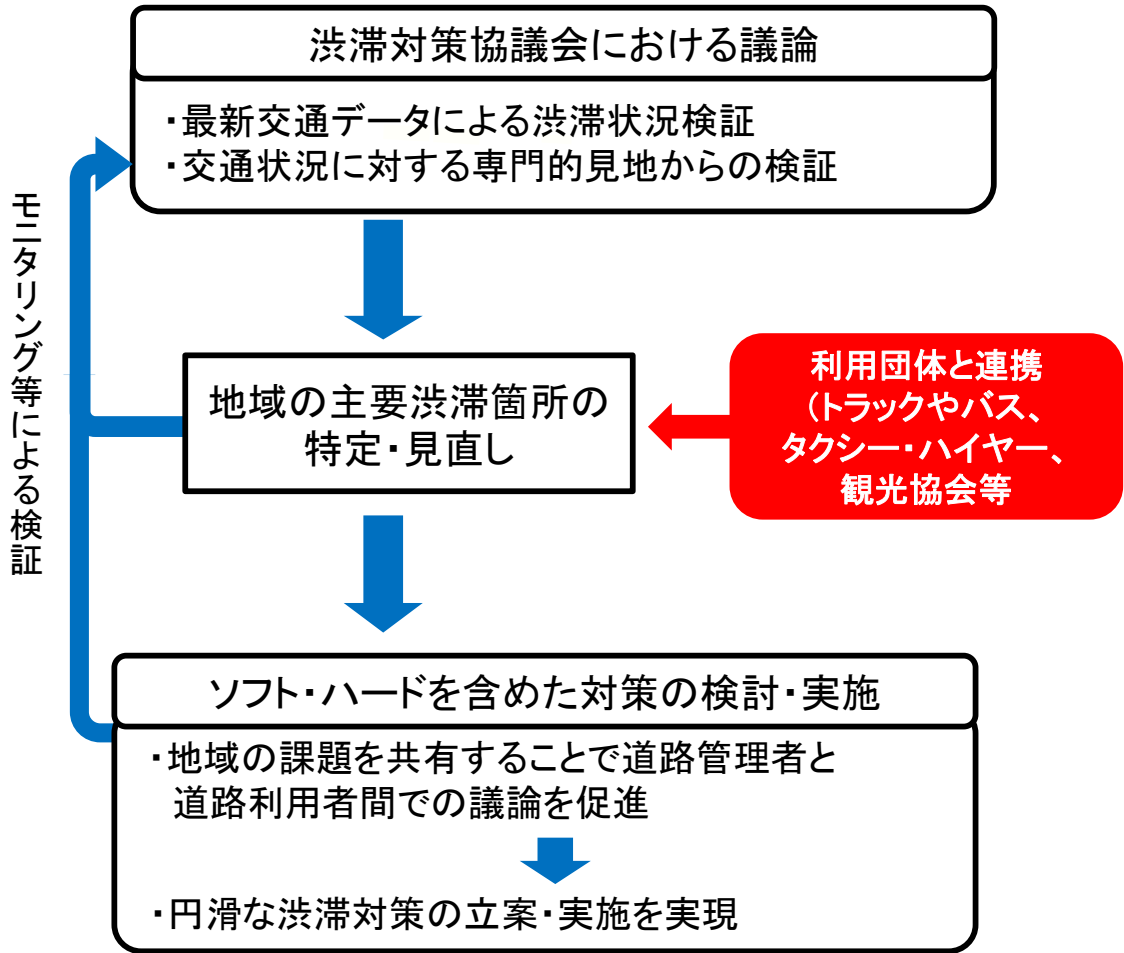 渋滞対策協議会における議論
・最新交通データによる渋滞状況検証
・交通状況に対する専門的見地からの検証
モニタリング等による検証
地域の主要渋滞箇所の
特定・見直し
利用団体と連携
(トラックやバス、
タクシー・ハイヤー、
観光協会等
ソフト・ハードを含めた対策の検討・実施
・地域の課題を共有することで道路管理者と
道路利用者間での議論を促進
・円滑な渋滞対策の立案・実施を実現